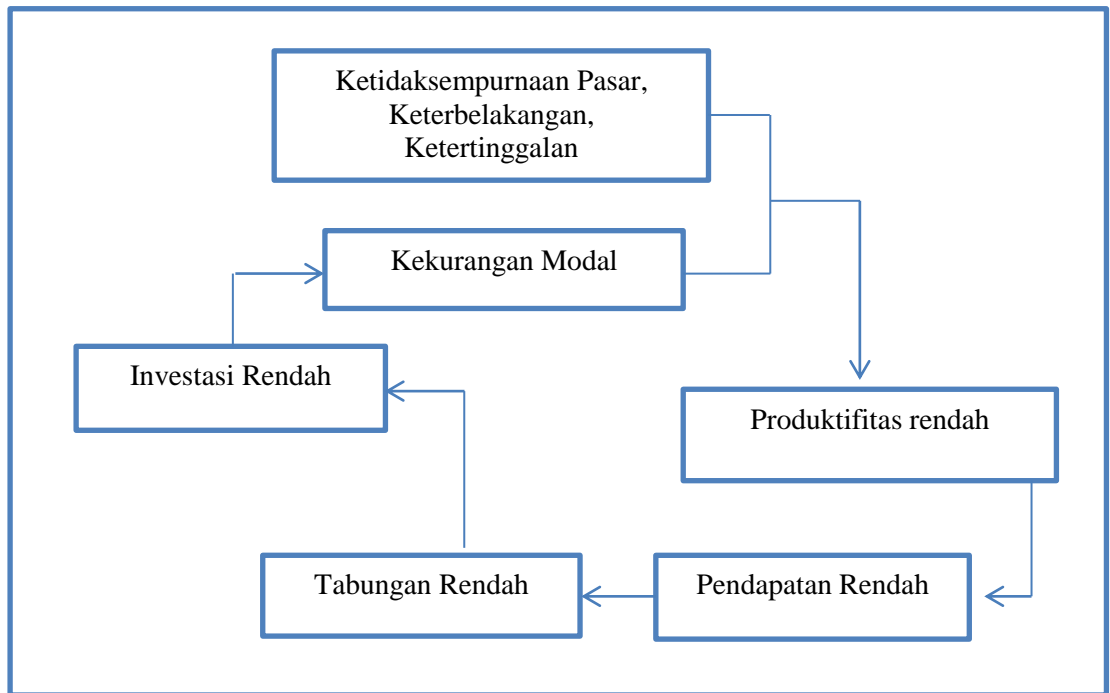 Ketidaksempurnaan Pasar,
Keterbelakangan,
Ketertinggalan
Kekurangan Modal
Investasi Rendah
Produktifitas rendah
Tabungan Rendah
Pendapatan Rendah